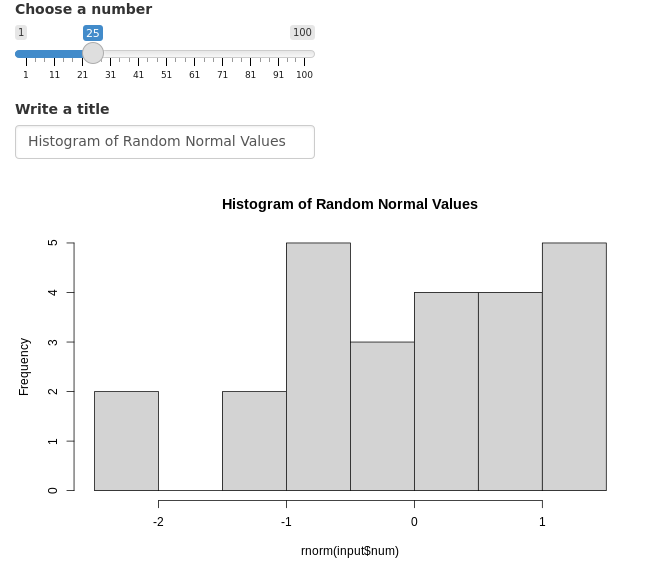 Choose a number
1 25 100
1 11 21 31 41 51 61 71 81 91 100
Write a title
Histogram of Random Normal Values
Histogram of Random Normal Values
5
4
3
2
1
0
Frequency
-2 -1 0 1
rnorm(input$num)